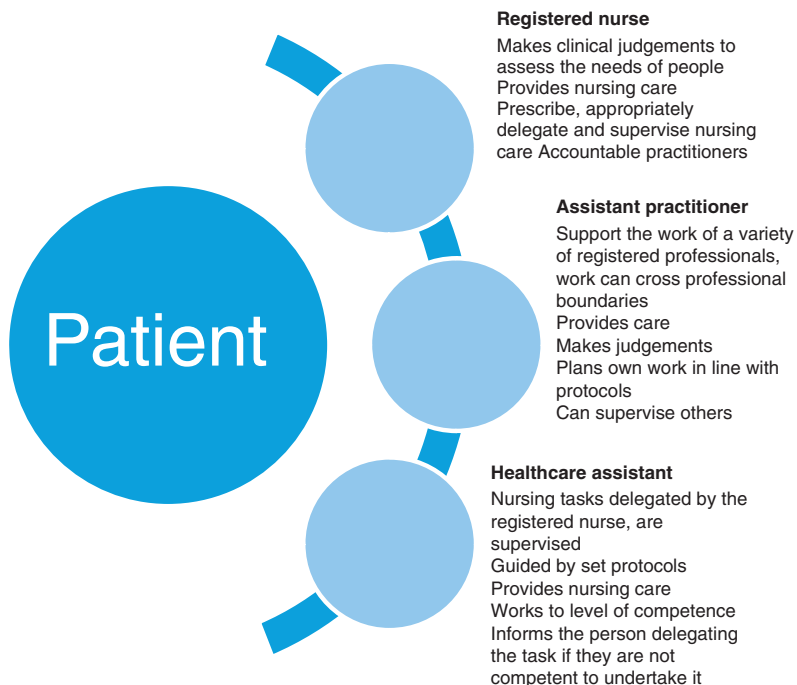 Patient
Registered nurse
Makes clinical judgements to
assess the needs of people
Provides nursing care
Prescribe, appropriately
delegate and supervise nursing
care Accountable practitioners
Assistant practitioner
Support the work of a variety
of registered professionals,
work can cross professional
boundaries
Provides care
Makes judgements
Plans own work in line with
protocols
Can supervise others
Healthcare assistant
Nursing tasks delegated by the
registered nurse, are
supervised
Guided by set protocols
Provides nursing care
Works to level of competence
Informs the person delegating
the task if they are not
competent to undertake it